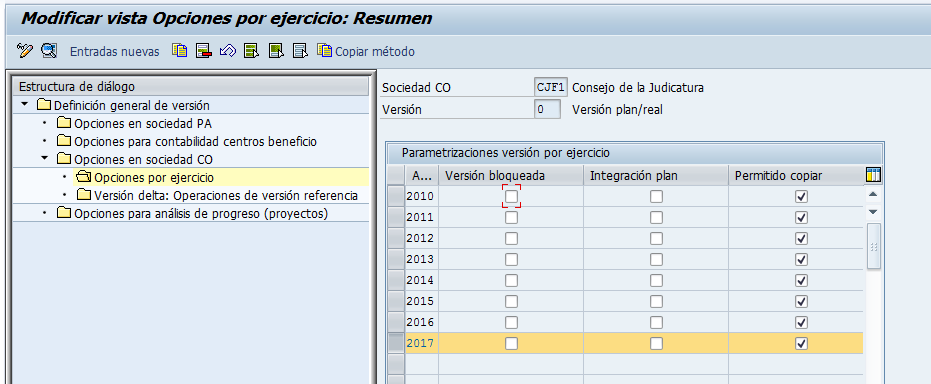 Modificar vista Opciones por ejercicio: Resumen
Entradas nuevas Copiar método
Estructura de diálogo
Definición general de versión
Opciones en sociedad PA
Opciones para contabilidad centros beneficio
Opciones en sociedad CO
Opciones por ejercicio
Versión delta: Operaciones de versión referencia
Opciones para análisis de progreso (proyectos)
Sociedad CO CJF1 Consejo de la Judicatura
Versión 0 Versión plan/real
Parametrizaciones versión por ejercicio
A... Versión bloqueada Integración plan Permitido copiar
2010
2011
2012
2013
2014
2015
2016
2017